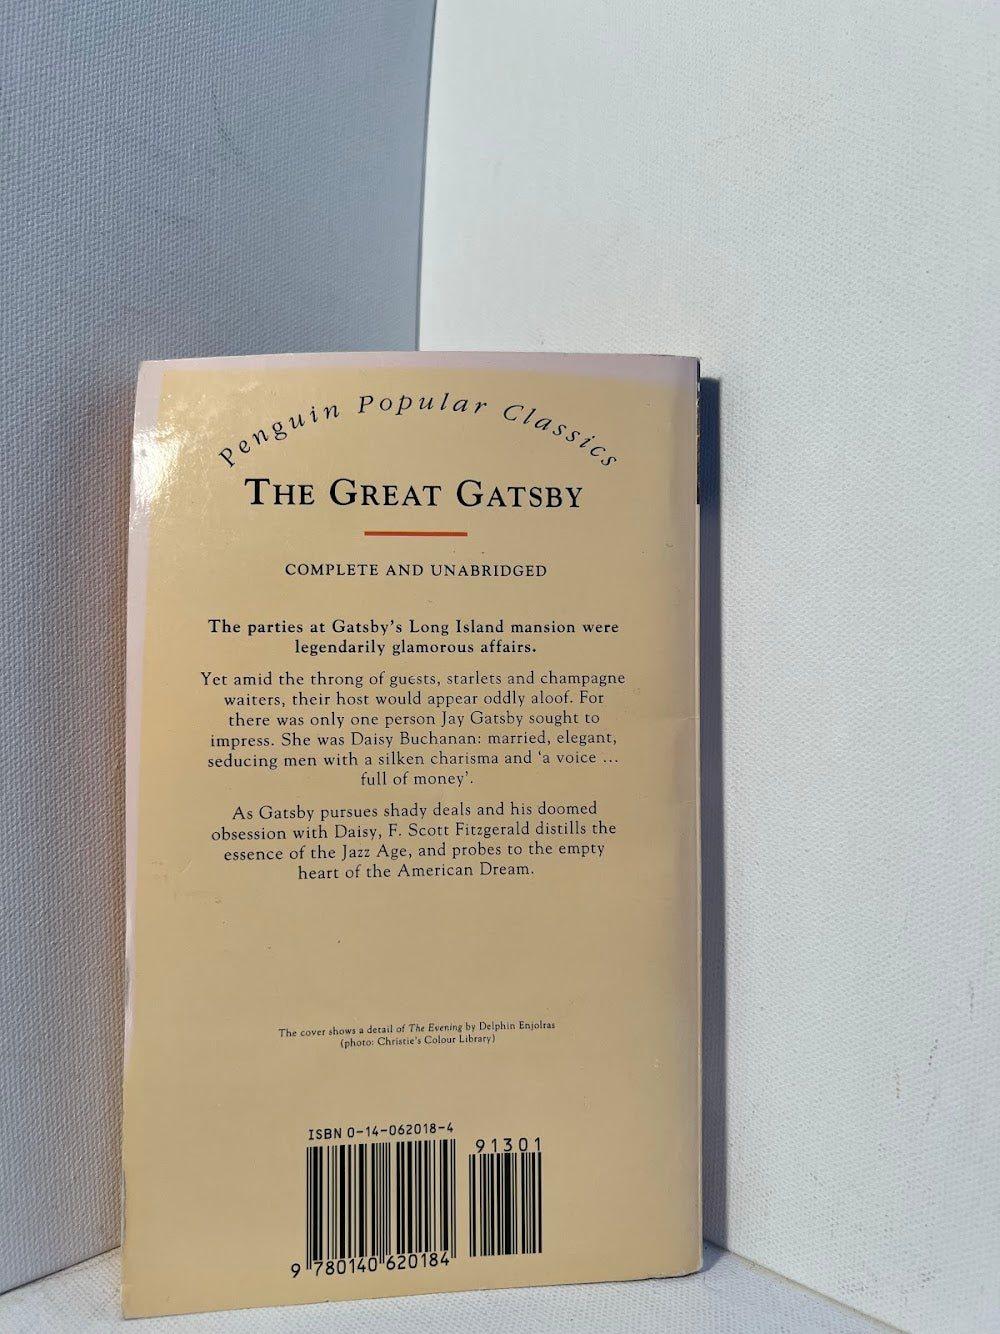 Penguin Popular Classics
THE GREAT GATSBY
COMPLETE AND UNABRIDGED
The parties at Gatsby's Long Island mansion were
legendarily glamorous affairs.
Yet amid the throng of guests, starlets and champagne
waiters, their host would appear oddly aloof. For
there was only one person Jay Gatsby sought to
impress. She was Daisy Buchanan: married, elegant,
seducing men with a silken charisma and ‘a voice ...
full of money’.
As Gatsby pursues shady deals and his doomed
obsession with Daisy, F. Scott Fitzgerald distills the
essence of the Jazz Age, and probes to the empty
heart of the American Dream.
The cover shows a detail of The Evening by Delphin Enjolras
(photo: Christie's Colour Library)
ISBN 0-14-062018-4
91301
9 780140 620184